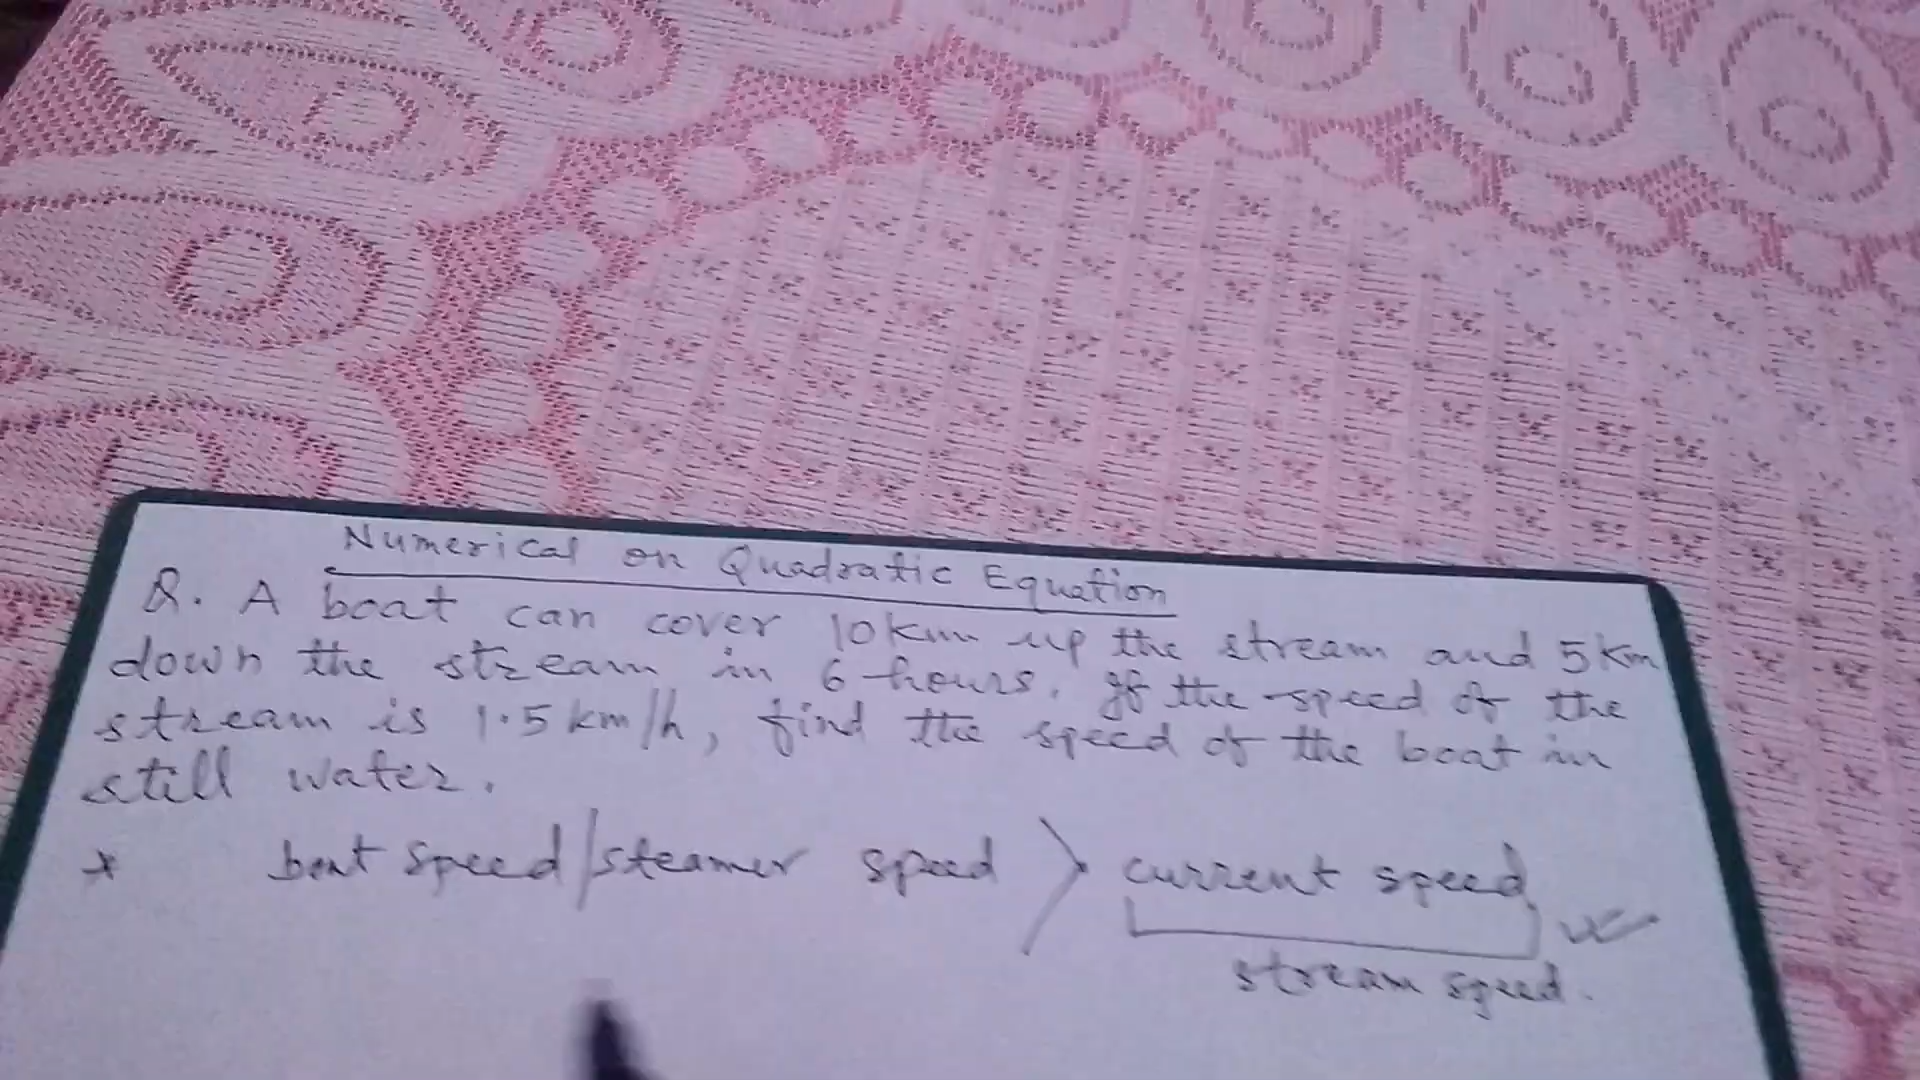 Numerical on Quadratic Equation
Q. A boat can cover 10km up the stream and 5km
down the stream in 6 hours. If the speed of the
stream is 1.5km/h, find the speed of the boat in
still water.
* boat speed/steamer speed > current speed
stream speed.